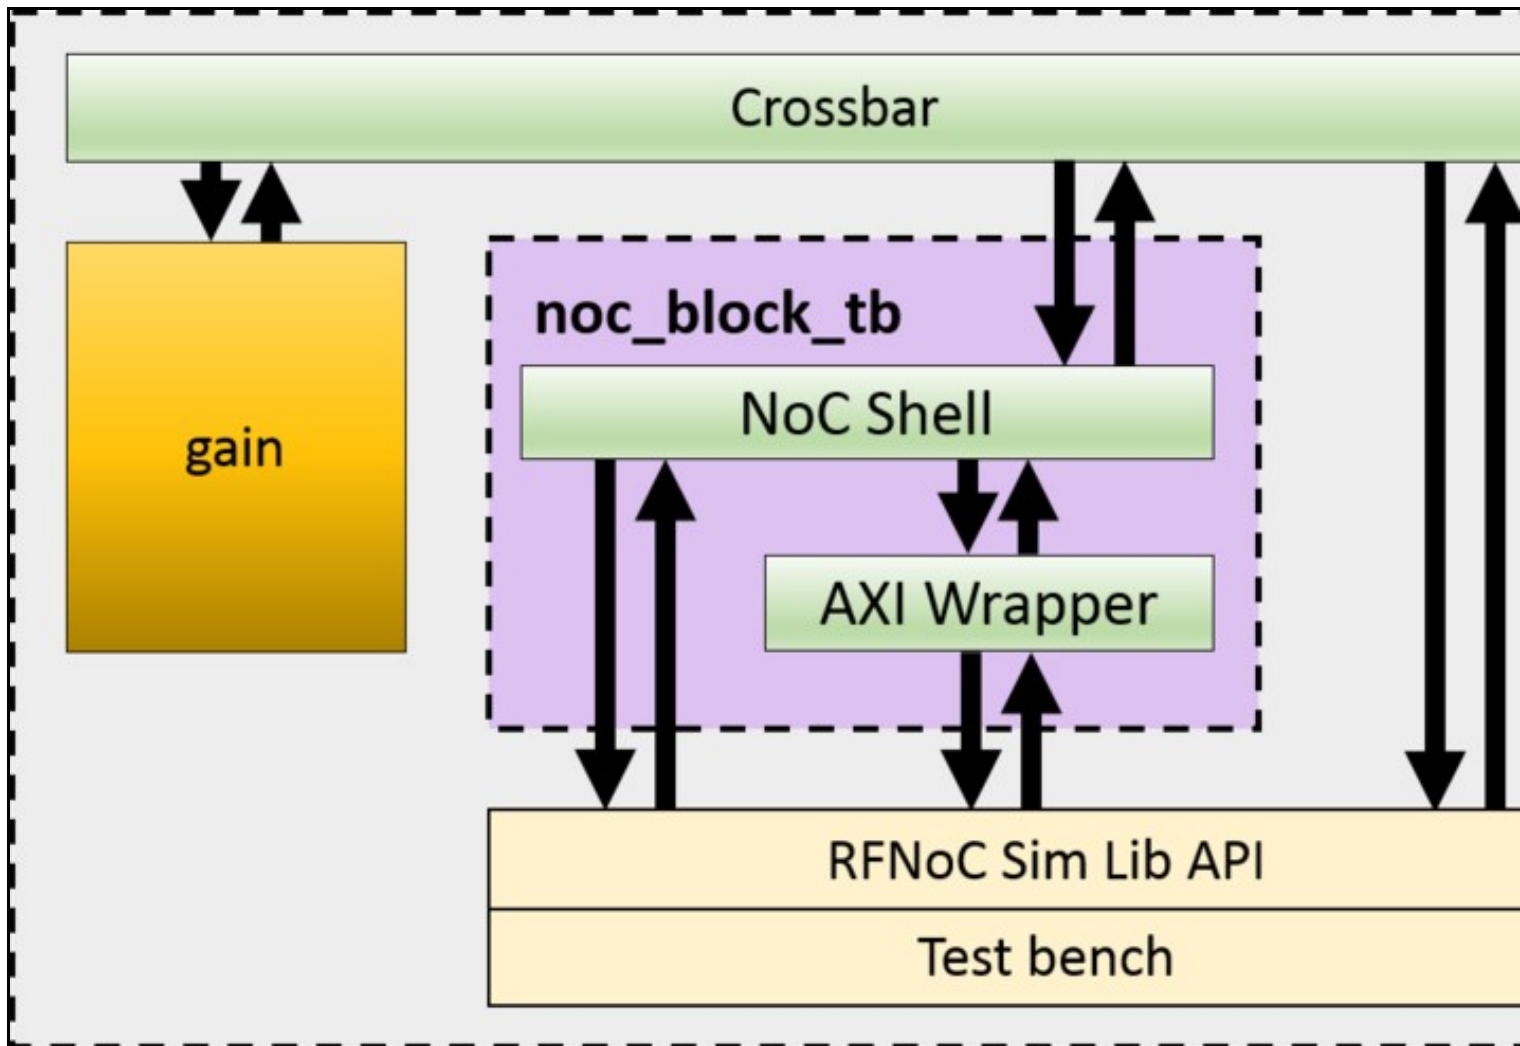 Crossbar
noc_block_tb
NoC Shell
gain
AXI Wrapper
RFNoC Sim Lib API
Test bench